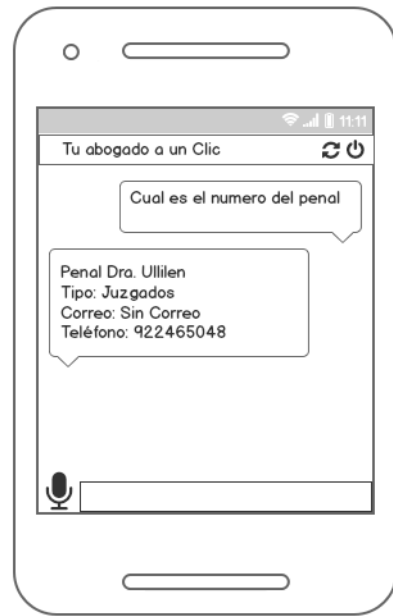 11:11
Tu abogado a un Clic
Cual es el numero del penal
Penal Dra. Ullilen
Tipo: Juzgados
Correo: Sin Correo
Teléfono: 922465048